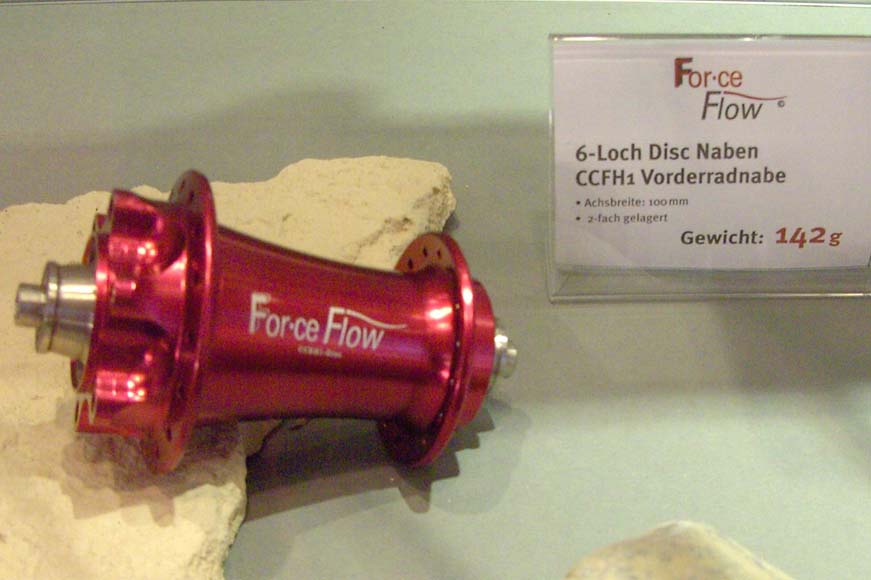 For·ce
Flow ©
6-Loch Disc Naben
CCFH1 Vorderradnabe
• Achsbreite: 100mm
• 2-fach gelagert
Gewicht: 142g
For·ce Flow